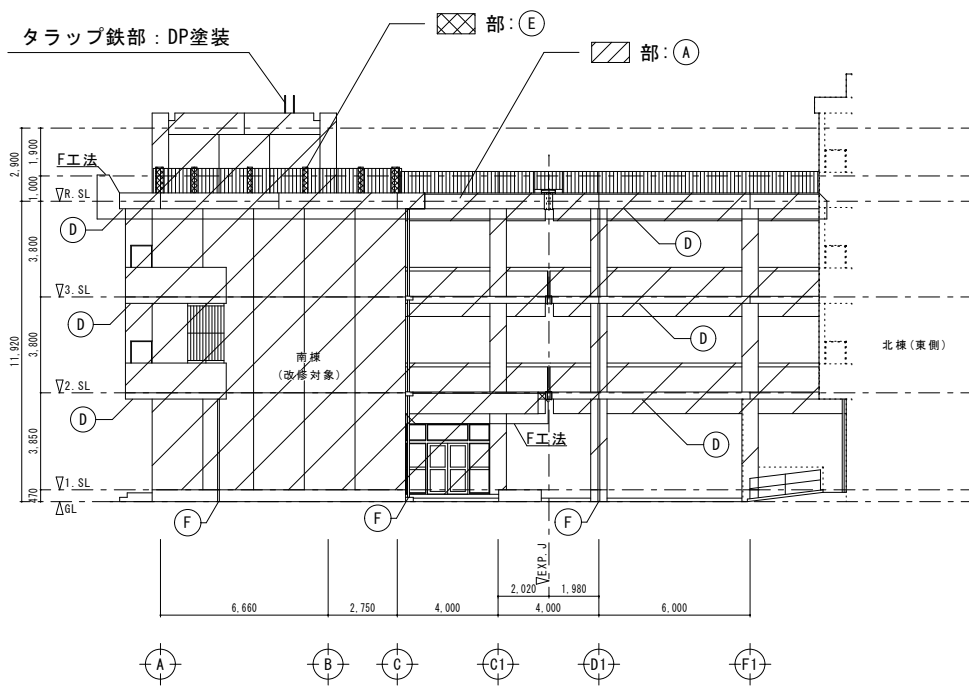 部:Ⓔ
タラップ鉄部：DP塗装
部:Ⓐ
F工法
2,900
1,900
1,000
▽R.SL
D
D
3,800
▽3.SL
D
D
11,920
3,800
南棟
(改修対象)
北棟(東側)
▽2.SL
D
D
F工法
3,850
▽1.SL
470
△GL
F
F
F
▽EXP.J
2,020
1,980
6,660
2,750
4,000
4,000
6,000
A
B
C
C1
D1
F1